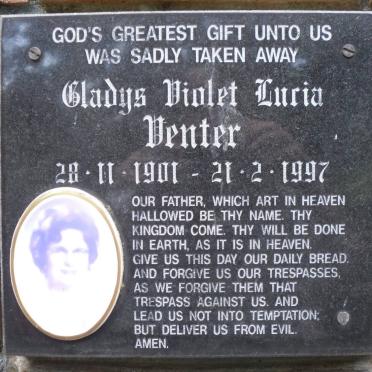 GOD'S GREATEST GIFT UNTO US
WAS SADLY TAKEN AWAY
Gladys Violet Lucia
Venter
28·11·1901 - 21·2·1997
OUR FATHER, WHICH ART IN HEAVEN
HALLOWED BE THY NAME. THY
KINGDOM COME. THY WILL BE DONE
IN EARTH, AS IT IS IN HEAVEN.
GIVE US THIS DAY OUR DAILY BREAD.
AND FORGIVE US OUR TRESPASSES,
AS WE FORGIVE THEM THAT
TRESPASS AGAINST US. AND
LEAD US NOT INTO TEMPTATION;
BUT DELIVER US FROM EVIL.
AMEN.